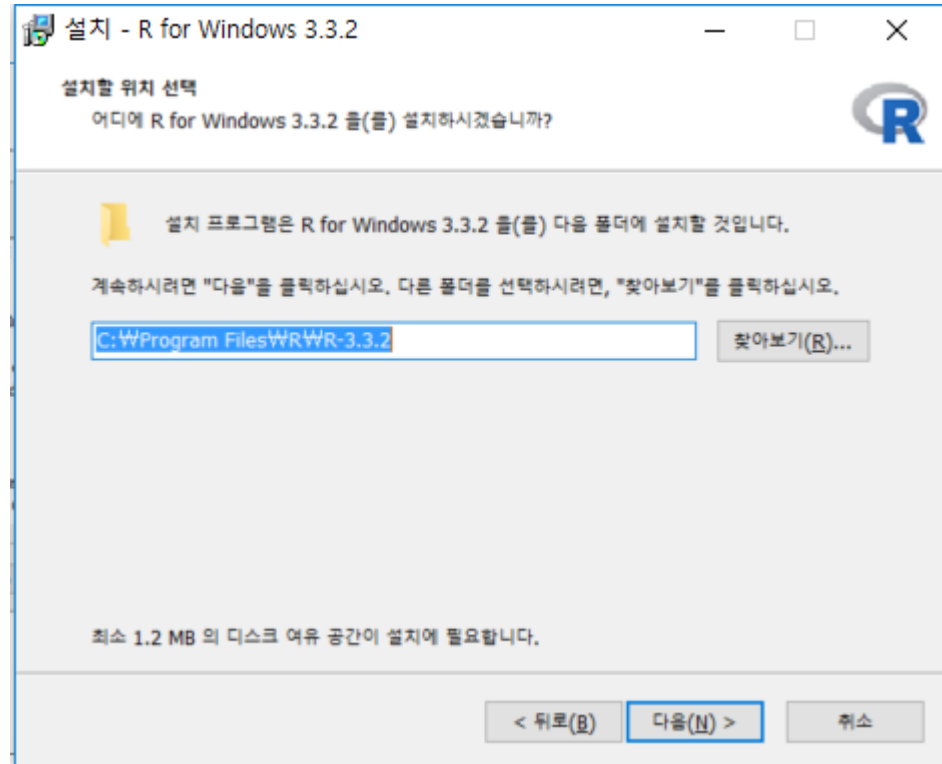 설치 - R for Windows 3.3.2
설치할 위치 선택
어디에 R for Windows 3.3.2 을(를) 설치하시겠습니까?
R
설치 프로그램은 R for Windows 3.3.2 을(를) 다음 폴더에 설치할 것입니다.
계속하시려면 "다음"을 클릭하십시오. 다른 폴더를 선택하시려면, "찾아보기"를 클릭하십시오.
C:₩Program Files₩R₩R-3.3.2
찾아보기(R)...
최소 1.2 MB 의 디스크 여유 공간이 설치에 필요합니다.
< 뒤로(B)
다음(N) >
취소